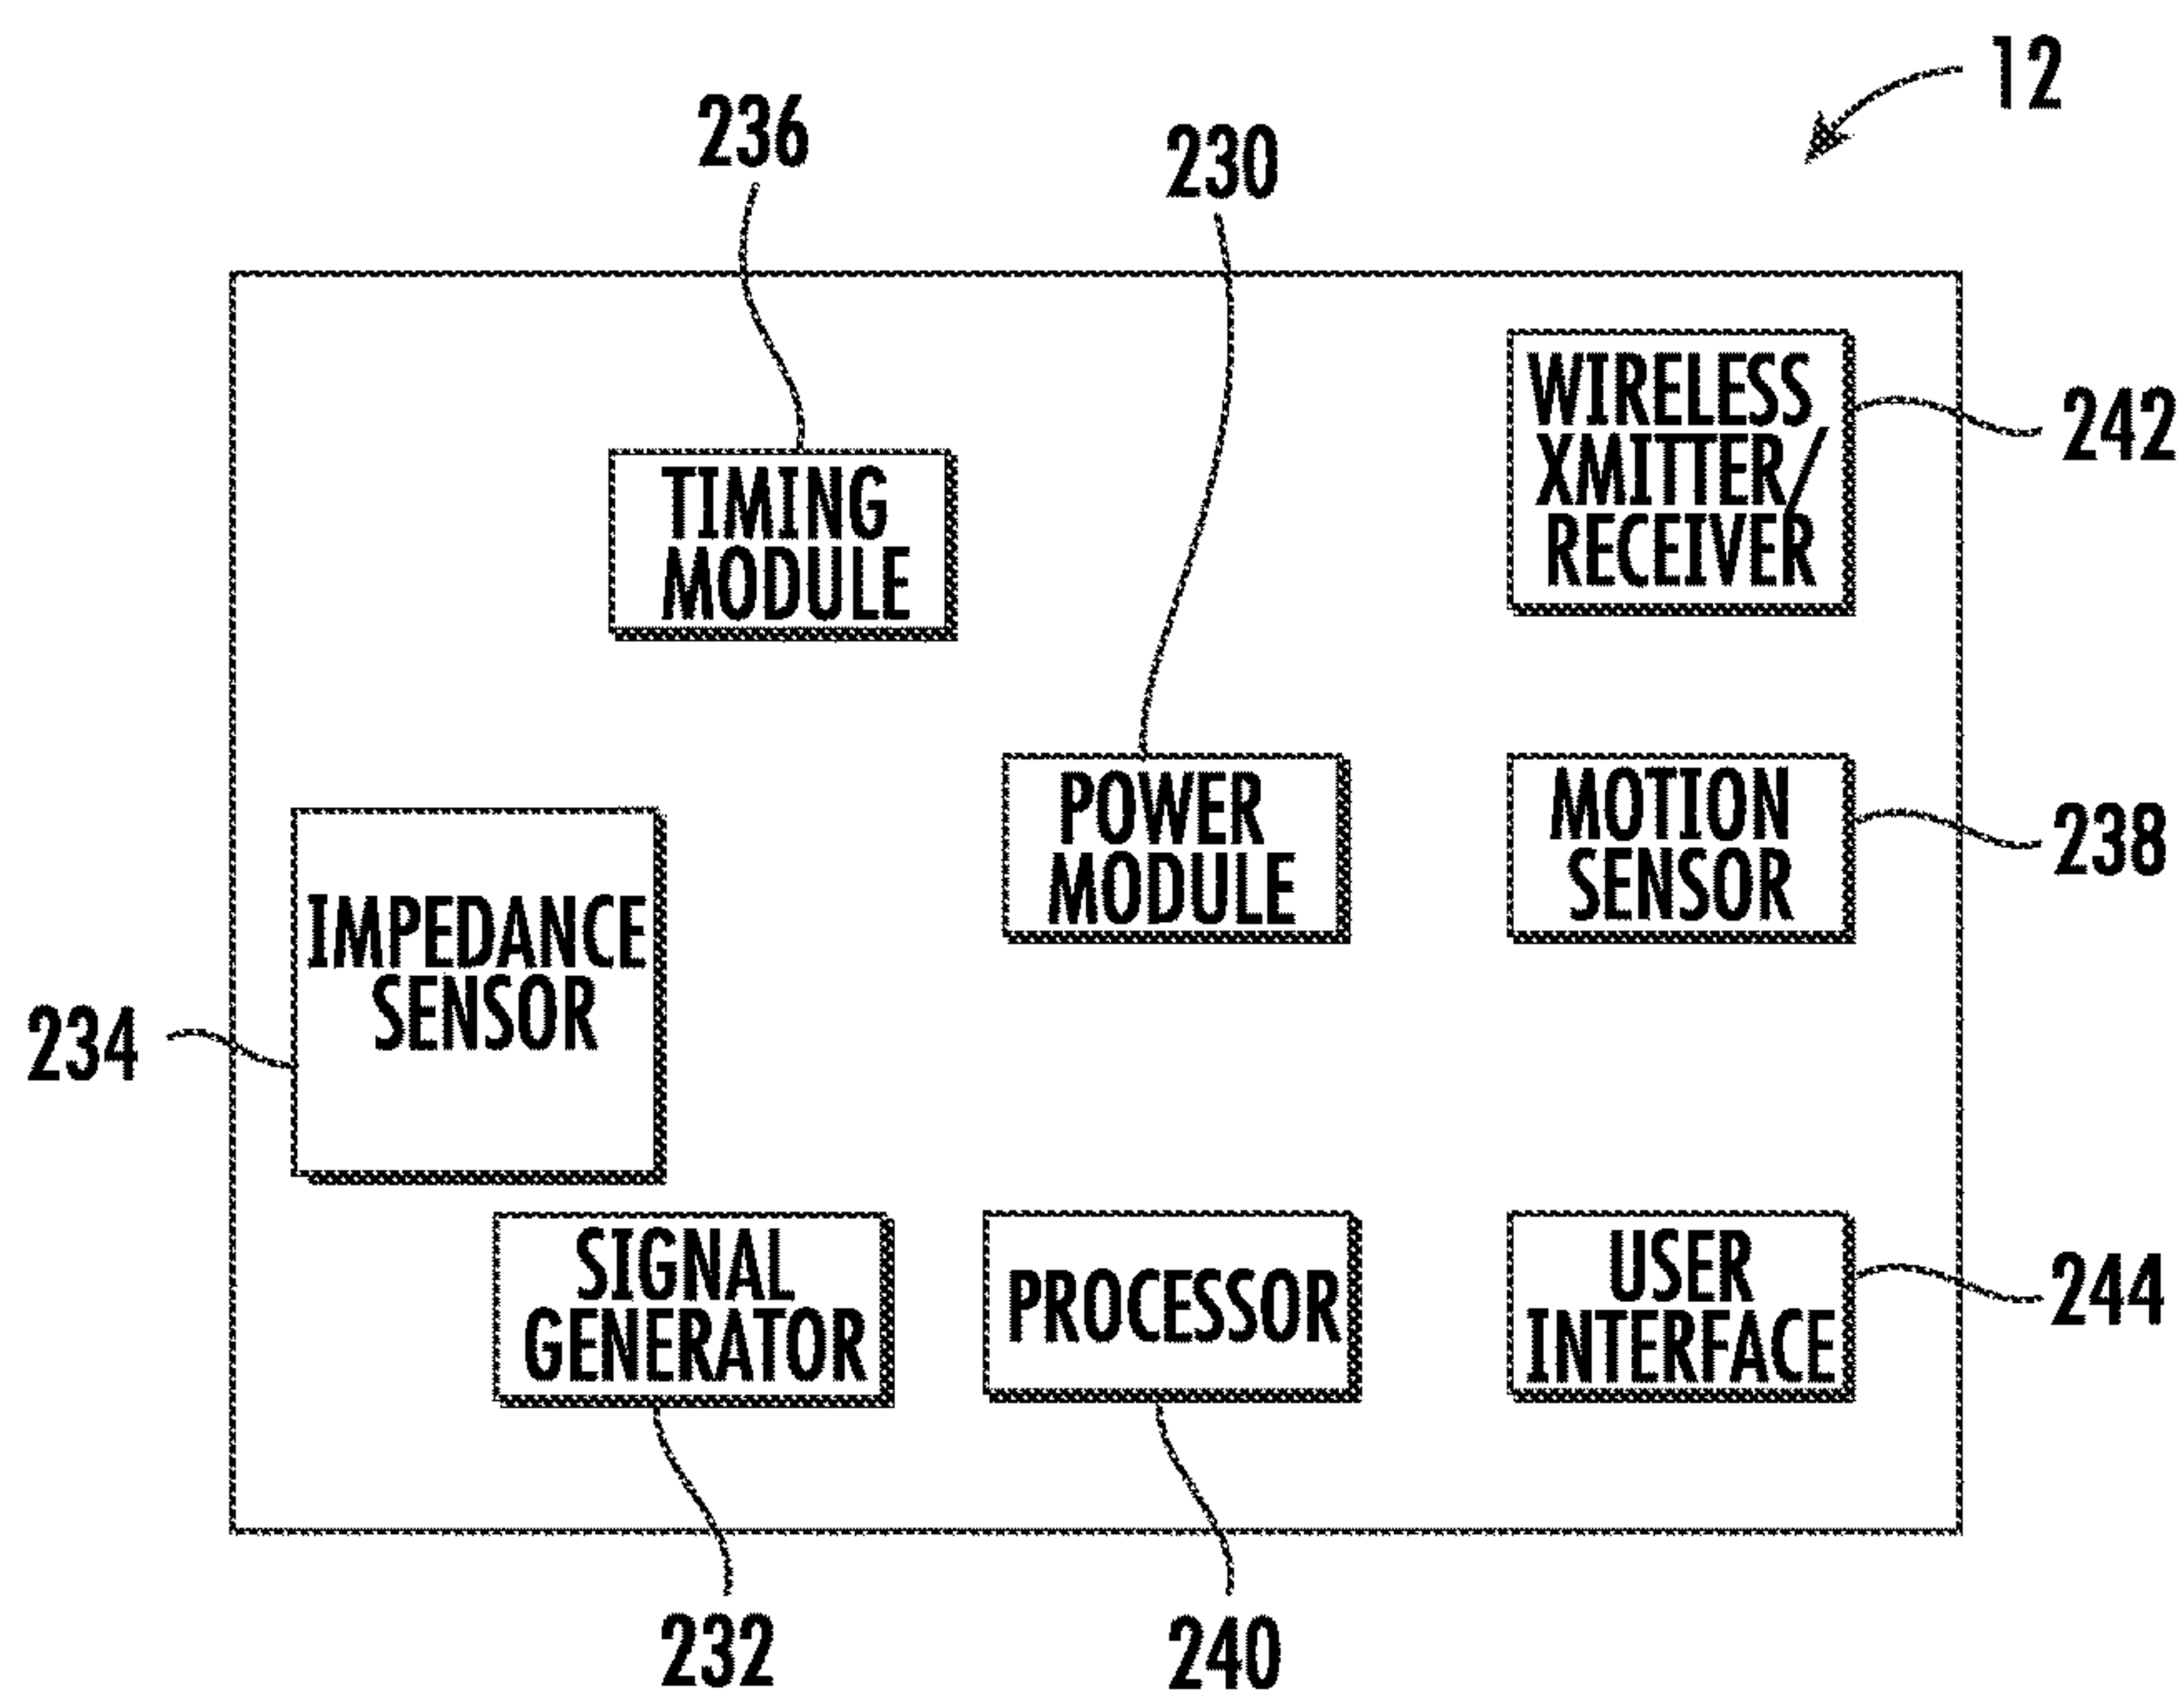 12
236
230
WIRELESS
XMITTER/
RECEIVER
242
TIMING
MODULE
POWER
MODULE
MOTION
SENSOR
238
IMPEDANCE
SENSOR
234
SIGNAL
GENERATOR
PROCESSOR
USER
INTERFACE
244
232
240